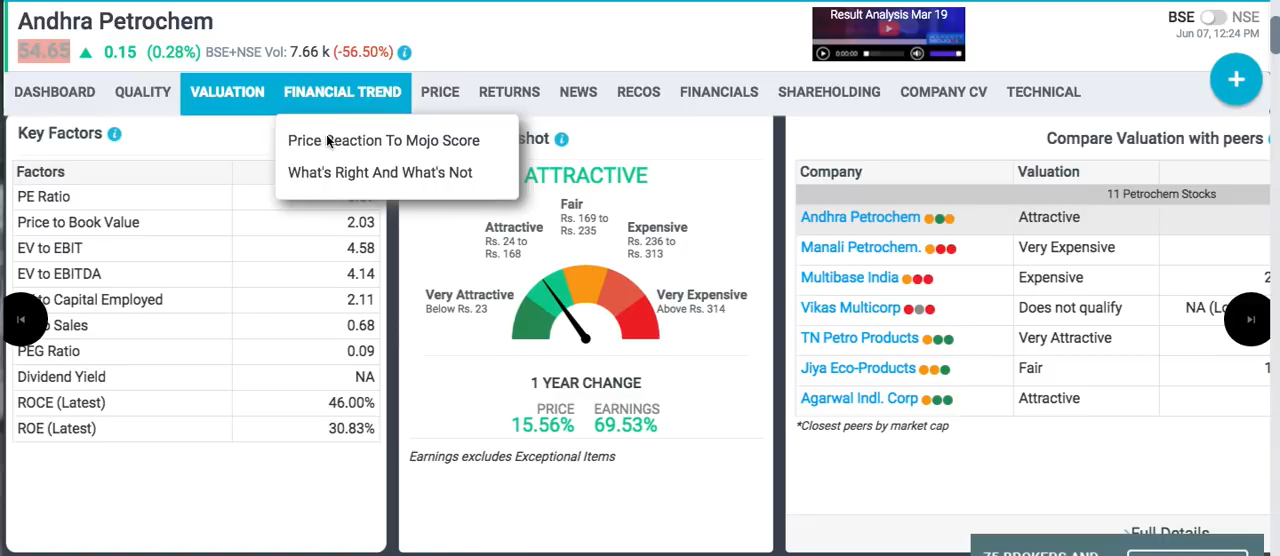 Andhra Petrochem
54.65 ▲ 0.15 (0.28%) BSE+NSE Vol: 7.66 k (-56.50%)
Result Analysis Mar 19
0:00:00
BSE NSE
Jun 07, 12:24 PM
+
DASHBOARD QUALITY VALUATION FINANCIAL TREND PRICE RETURNS NEWS RECOS FINANCIALS SHAREHOLDING COMPANY CV TECHNICAL
Price Reaction To Mojo Score
What's Right And What's Not
Key Factors
Factors
PE Ratio
Price to Book Value 2.03
EV to EBIT 4.58
EV to EBITDA 4.14
to Capital Employed 2.11
Sales 0.68
PEG Ratio 0.09
Dividend Yield NA
ROCE (Latest) 46.00%
ROE (Latest) 30.83%
shot
ATTRACTIVE
Fair
Rs. 169 to
235
Attractive
Rs. 24 to
168
Expensive
Rs. 236 to
313
Very Attractive
Below Rs. 23
Very Expensive
Above Rs. 314
1 YEAR CHANGE
PRICE EARNINGS
15.56% 69.53%
Earnings excludes Exceptional Items
Compare Valuation with peers
Company Valuation
11 Petrochem Stocks
Andhra Petrochem Attractive
Manali Petrochem. Very Expensive
Multibase India Expensive 2
Vikas Multicorp Does not qualify NA
TN Petro Products Very Attractive
Jiya Eco-Products Fair 1
Agarwal Indl. Corp Attractive
*Closest peers by market cap
Full Details
75 BROKERS AND